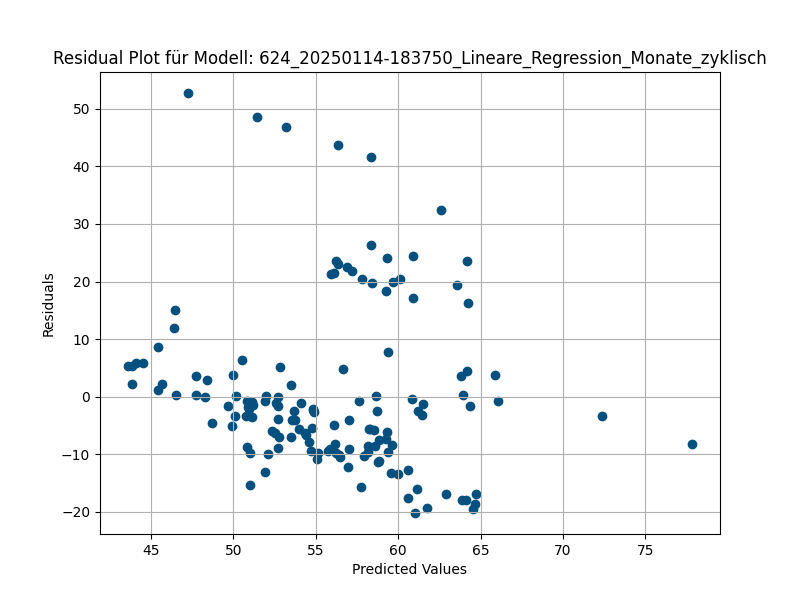 Residual Plot für Modell: 624_20250114-183750_Lineare_Regression_Monate_zyklisch
50
40
30
20
10
0
−10
−20
Residuals
45 50 55 60 65 70 75
Predicted Values